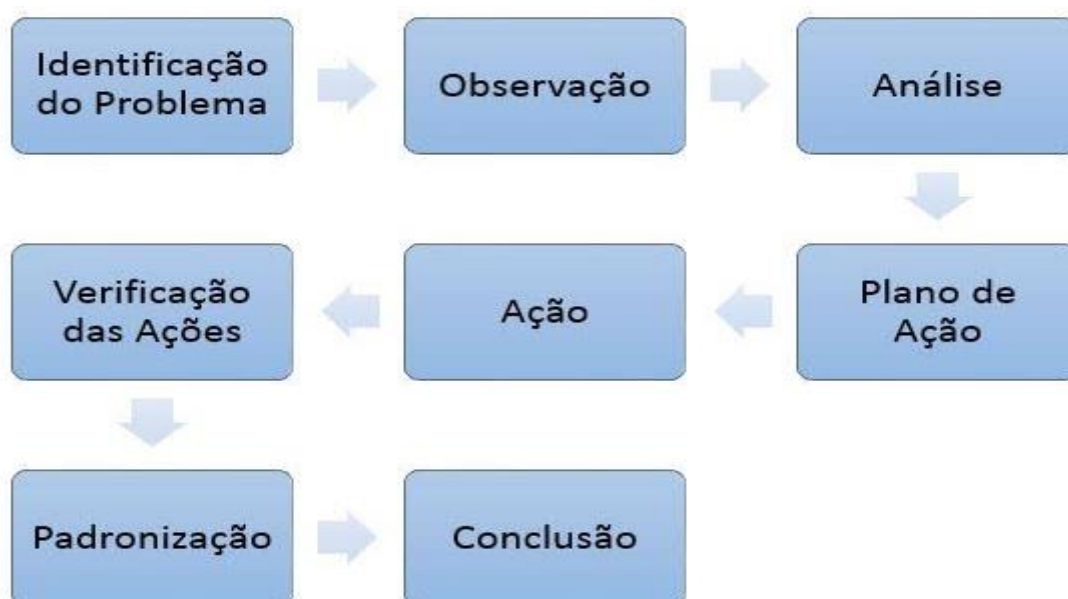 Identificação
do Problema
Observação
Análise
Plano de
Ação
Ação
Verificação
das Ações
Padronização
Conclusão